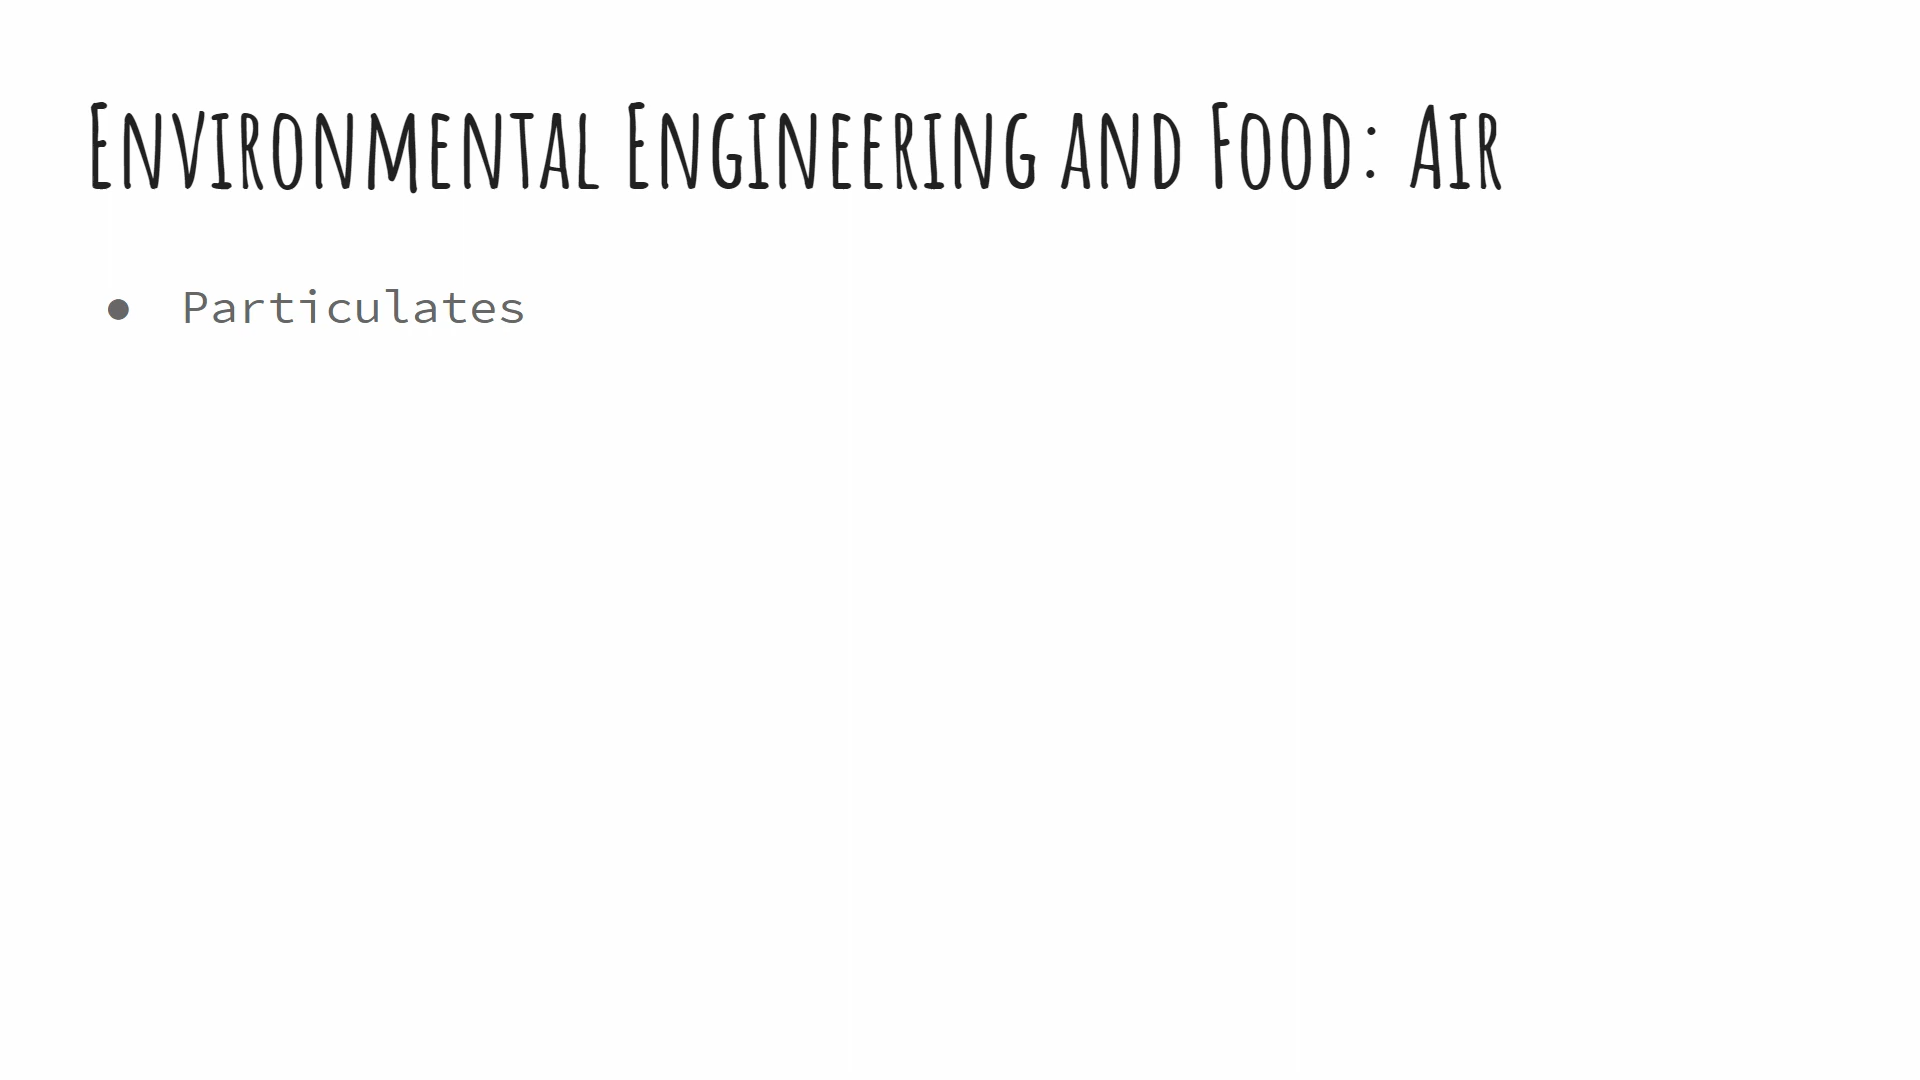 Environmental Engineering and Food: Air
● Particulates